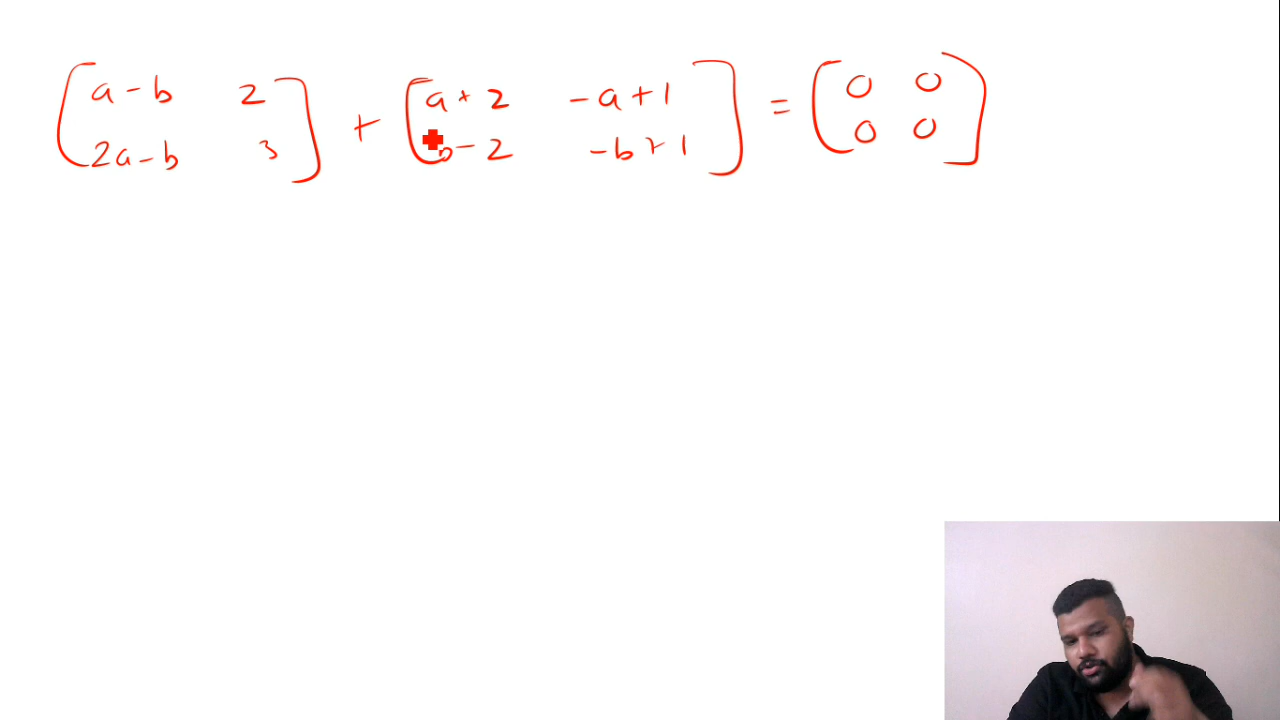 [a-b 2] + [a+2 -a+1] = [0 0]
[2a-b 3] [b-2 -b+1] [0 0]